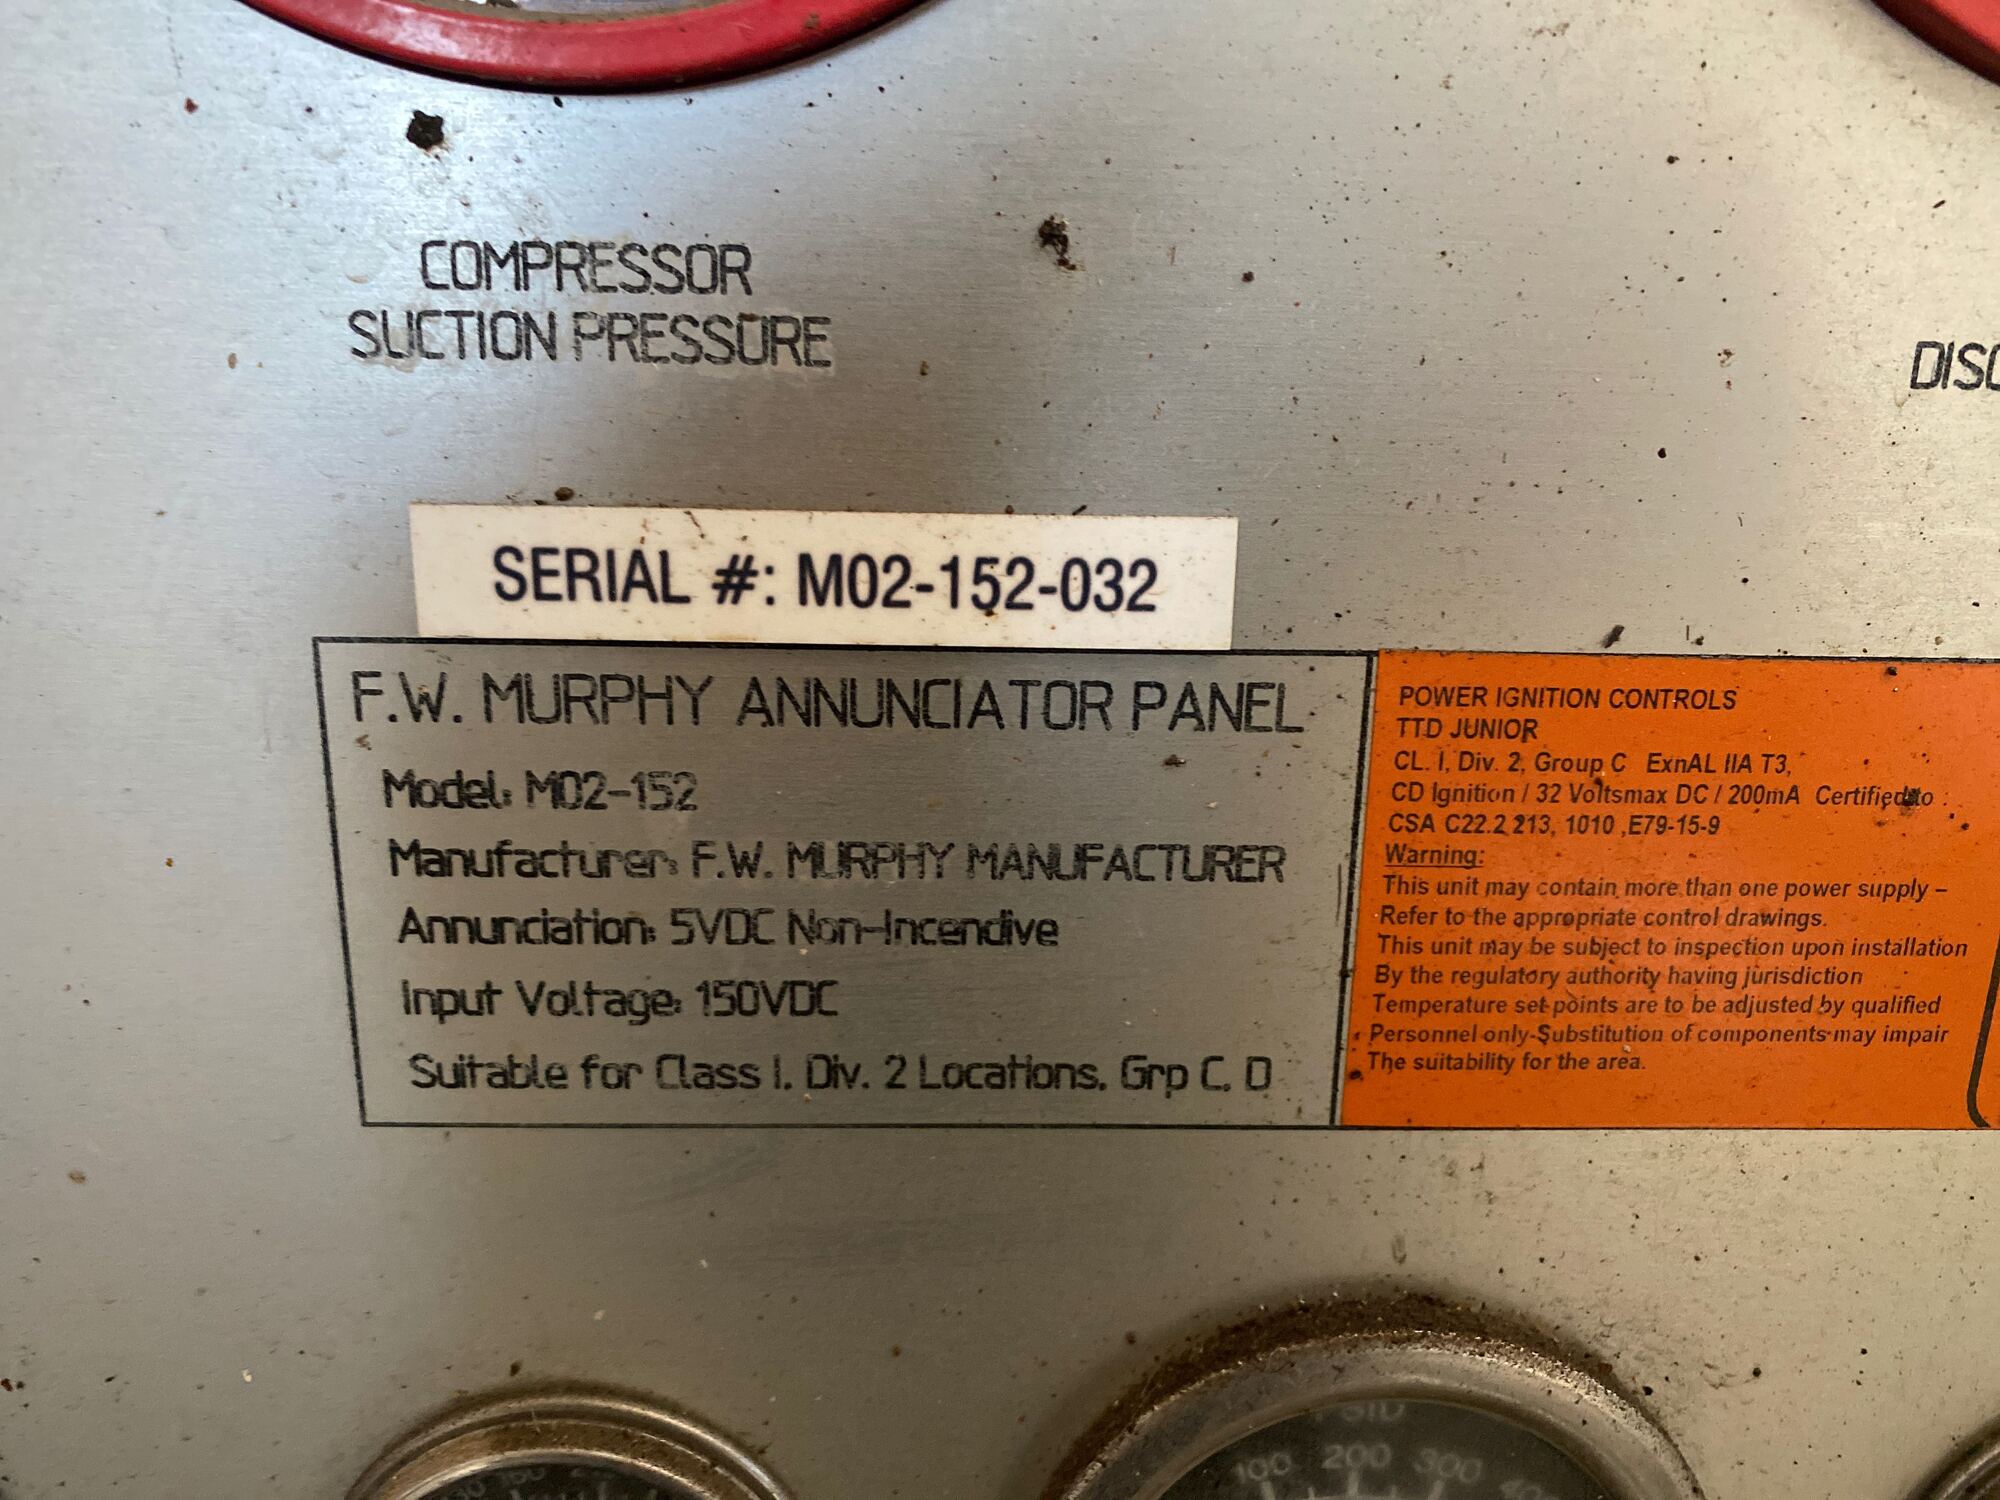 COMPRESSOR
SUCTION PRESSURE
DISC
SERIAL #: M02-152-032
F.W. MURPHY ANNUNCIATOR PANEL
Model: M02-152
Manufacturer: F.W. MURPHY MANUFACTURER
Annunciation: 5VDC Non-Incendive
Input Voltage: 150VDC
Suitable for Class I, Div. 2 Locations, Grp C, D
POWER IGNITION CONTROLS
TTD JUNIOR
CL. I, Div. 2, Group C ExnAL IIA T3,
CD Ignition / 32 Voltsmax DC / 200mA Certified to :
CSA C22.2 213, 1010 ,E79-15-9
Warning:
This unit may contain more than one power supply –
Refer to the appropriate control drawings.
This unit may be subject to inspection upon installation
By the regulatory authority having jurisdiction
Temperature set-points are to be adjusted by qualified
Personnel only-Substitution of components may impair
The suitability for the area.
PSID
100 200 300